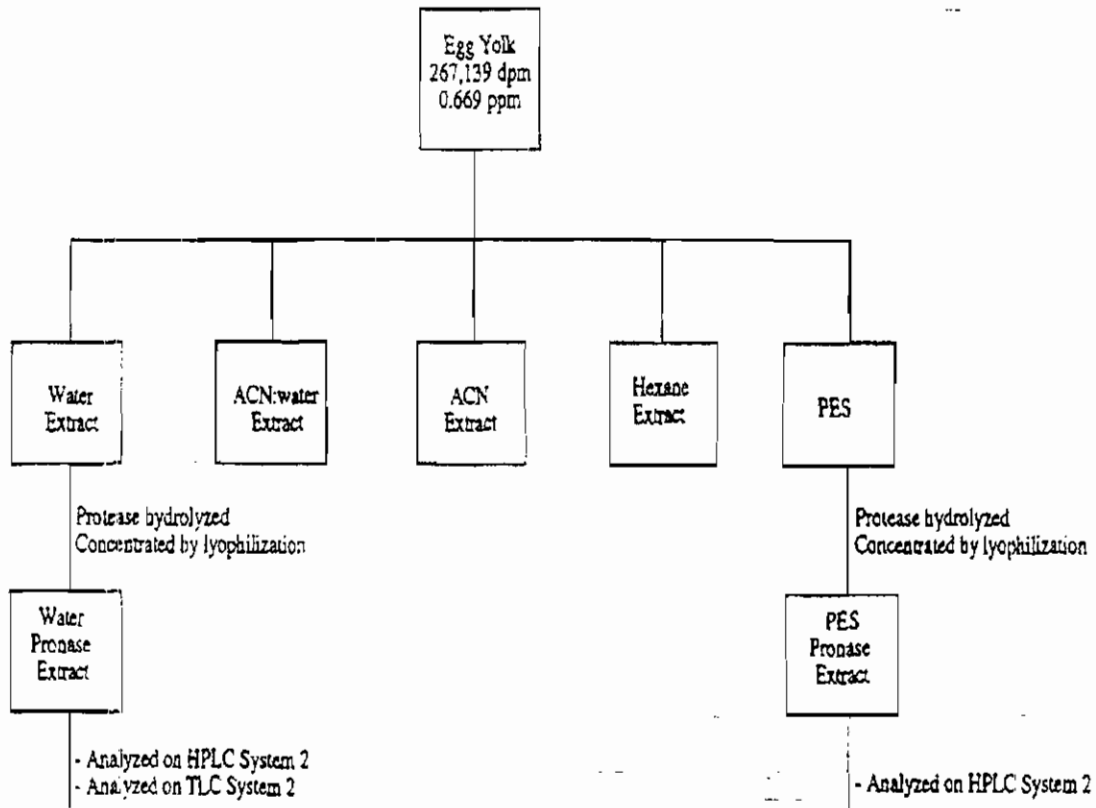 Egg Yolk
267,139 dpm
0.669 ppm
Water
Extract
ACN:water
Extract
ACN
Extract
Hexane
Extract
PES
Protease hydrolyzed
Concentrated by lyophilization
Protease hydrolyzed
Concentrated by lyophilization
Water
Pronase
Extract
PES
Pronase
Extract
- Analyzed on HPLC System 2
- Analyzed on TLC System 2
- Analyzed on HPLC System 2